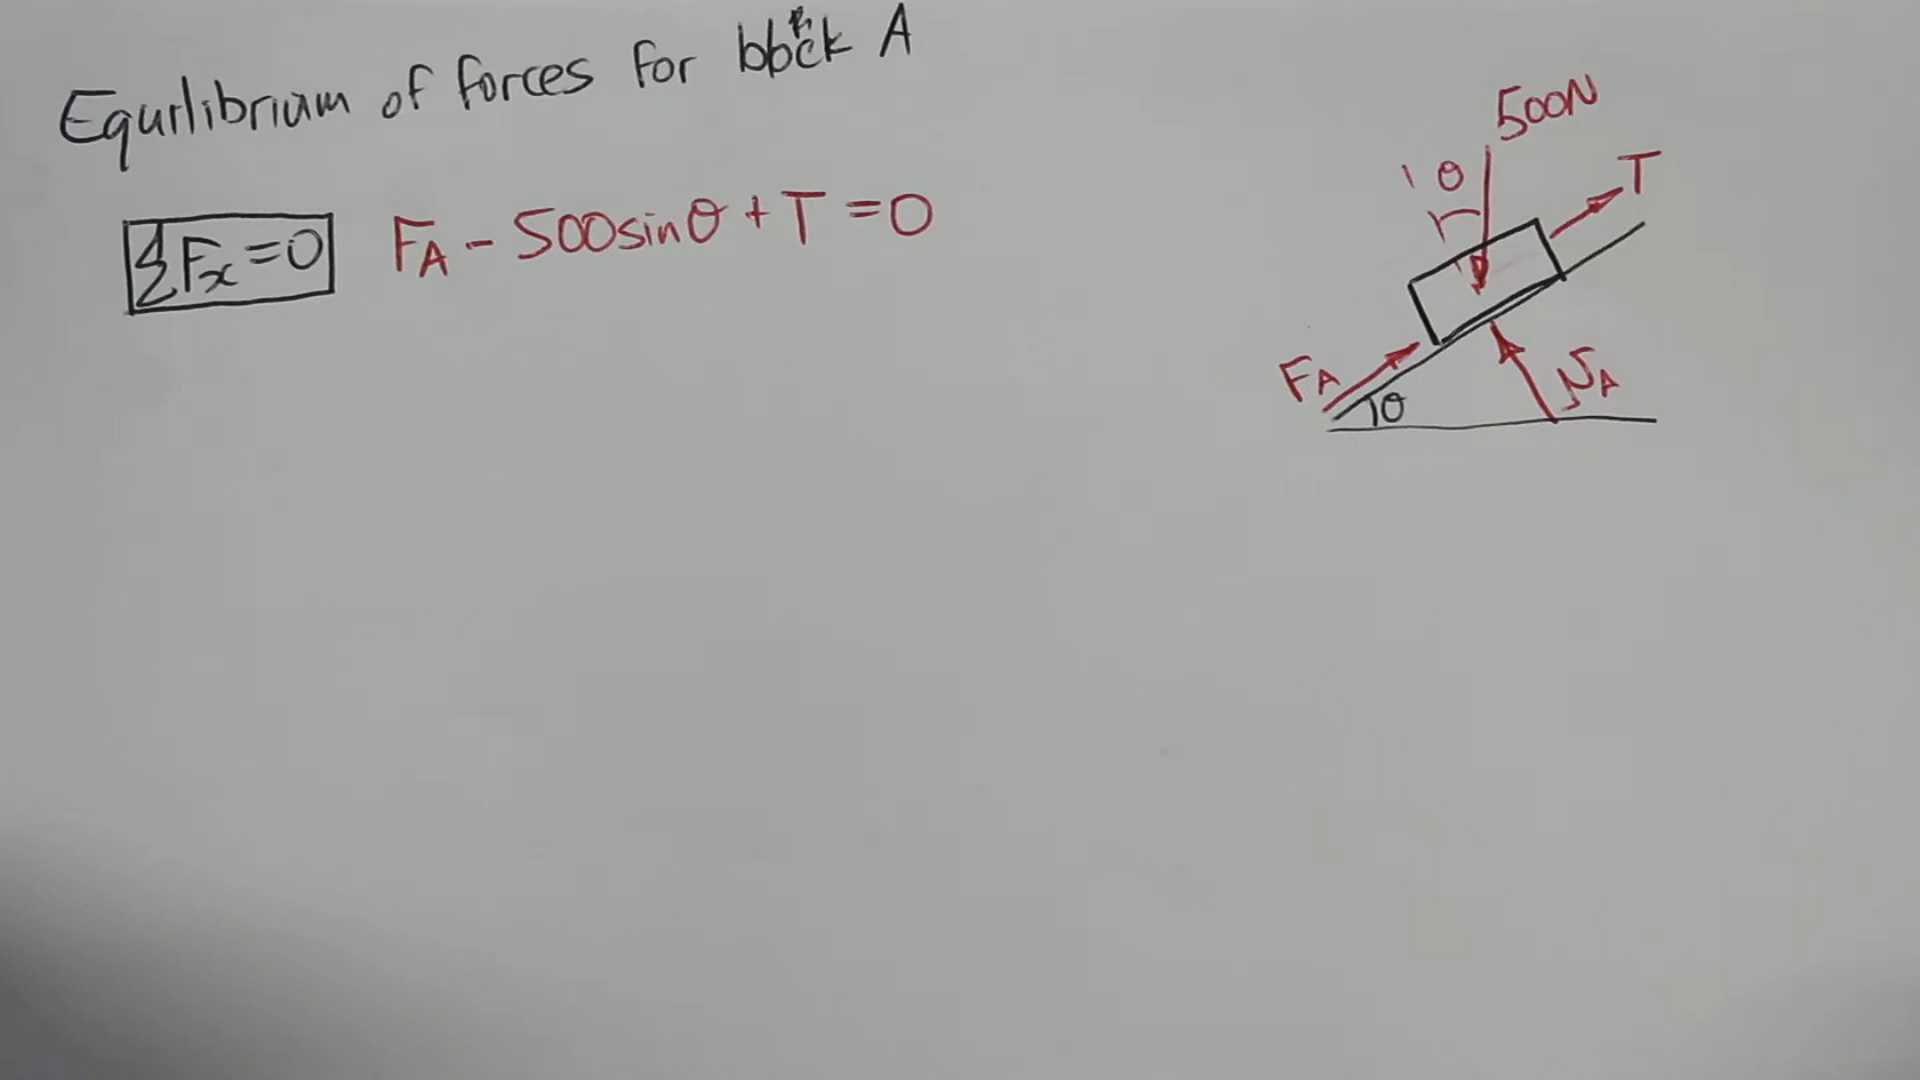 Equilibrium of forces for block A
ΣFx=0 FA - 500sinθ + T = 0
500N
θ
T
FA
θ
NA